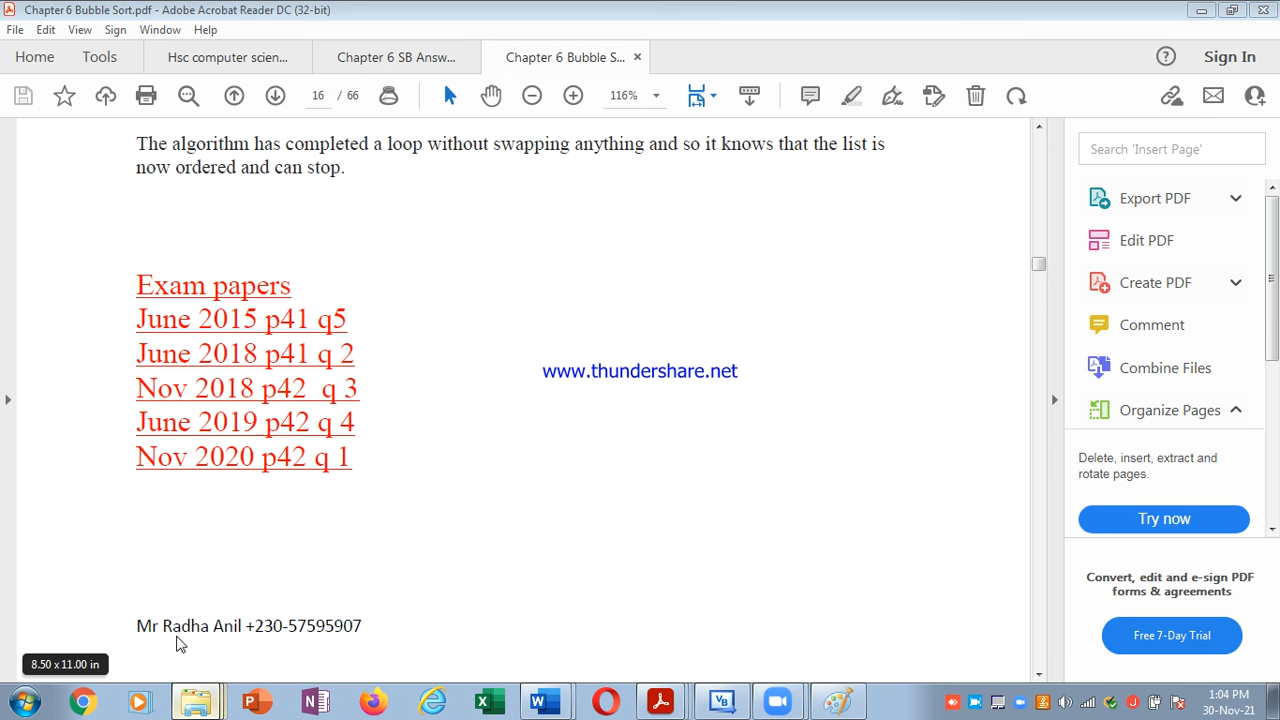 Chapter 6 Bubble Sort.pdf - Adobe Acrobat Reader DC (32-bit)
File Edit View Sign Window Help
Home Tools Hsc computer scien... Chapter 6 SB Answ... Chapter 6 Bubble S... Sign In
16 / 66 116%
The algorithm has completed a loop without swapping anything and so it knows that the list is
now ordered and can stop.
Exam papers
June 2015 p41 q5
June 2018 p41 q 2
Nov 2018 p42 q 3
June 2019 p42 q 4
Nov 2020 p42 q 1
www.thundershare.net
Mr Radha Anil +230-57595907
8.50 x 11.00 in
Search 'Insert Page'
Export PDF
Edit PDF
Create PDF
Comment
Combine Files
Organize Pages
Delete, insert, extract and
rotate pages.
Try now
Convert, edit and e-sign PDF
forms & agreements
Free 7-Day Trial
1:04 PM
30-Nov-21